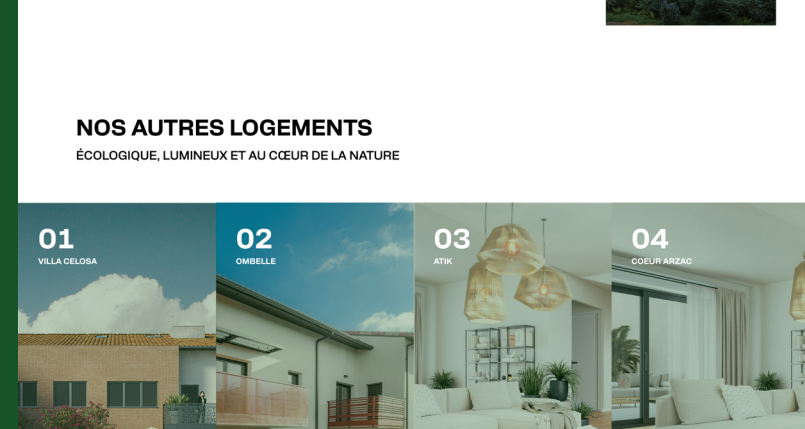 NOS AUTRES LOGEMENTS
ÉCOLOGIQUE, LUMINEUX ET AU CŒUR DE LA NATURE
01
VILLA CELOSA
02
OMBELLE
03
ATIK
04
COEUR ARZAC